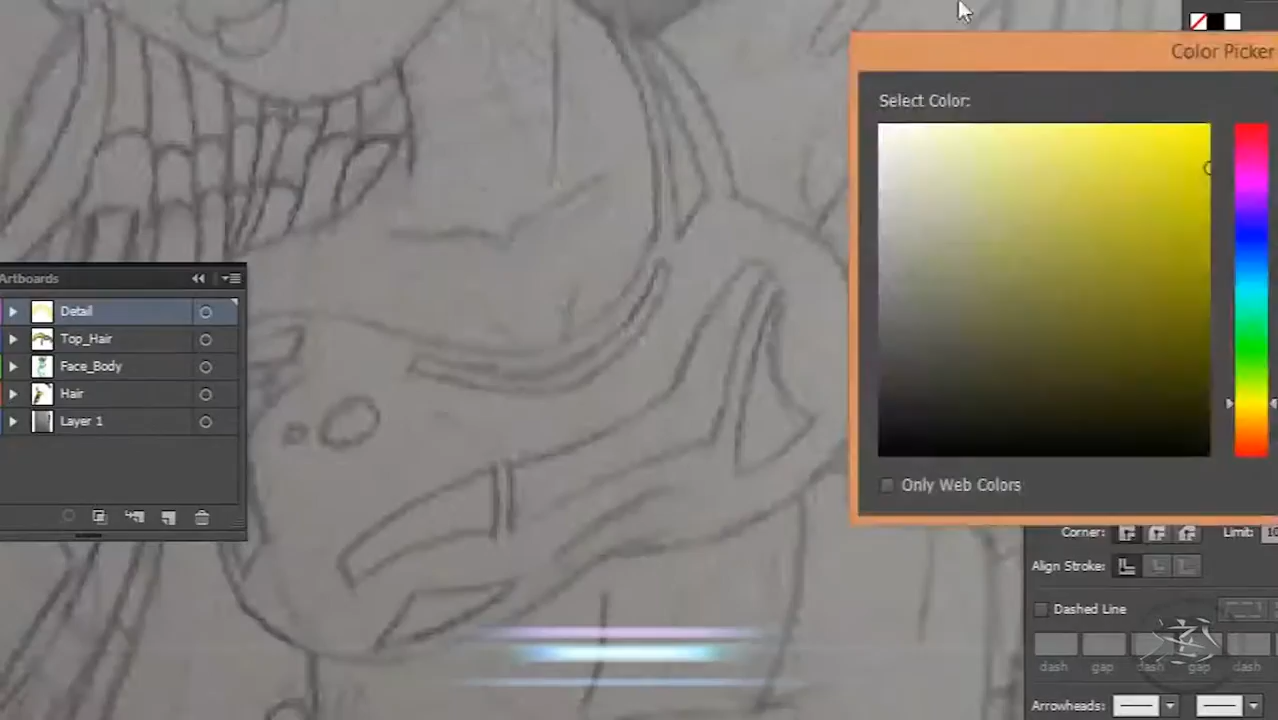 Color Picker
Select Color:
Only Web Colors
Artboards
Detail
Top_Hair
Face_Body
Hair
Layer 1
Corner:
Limit:
Align Stroke:
Dashed Line
dash gap dash gap dash
Arrowheads: